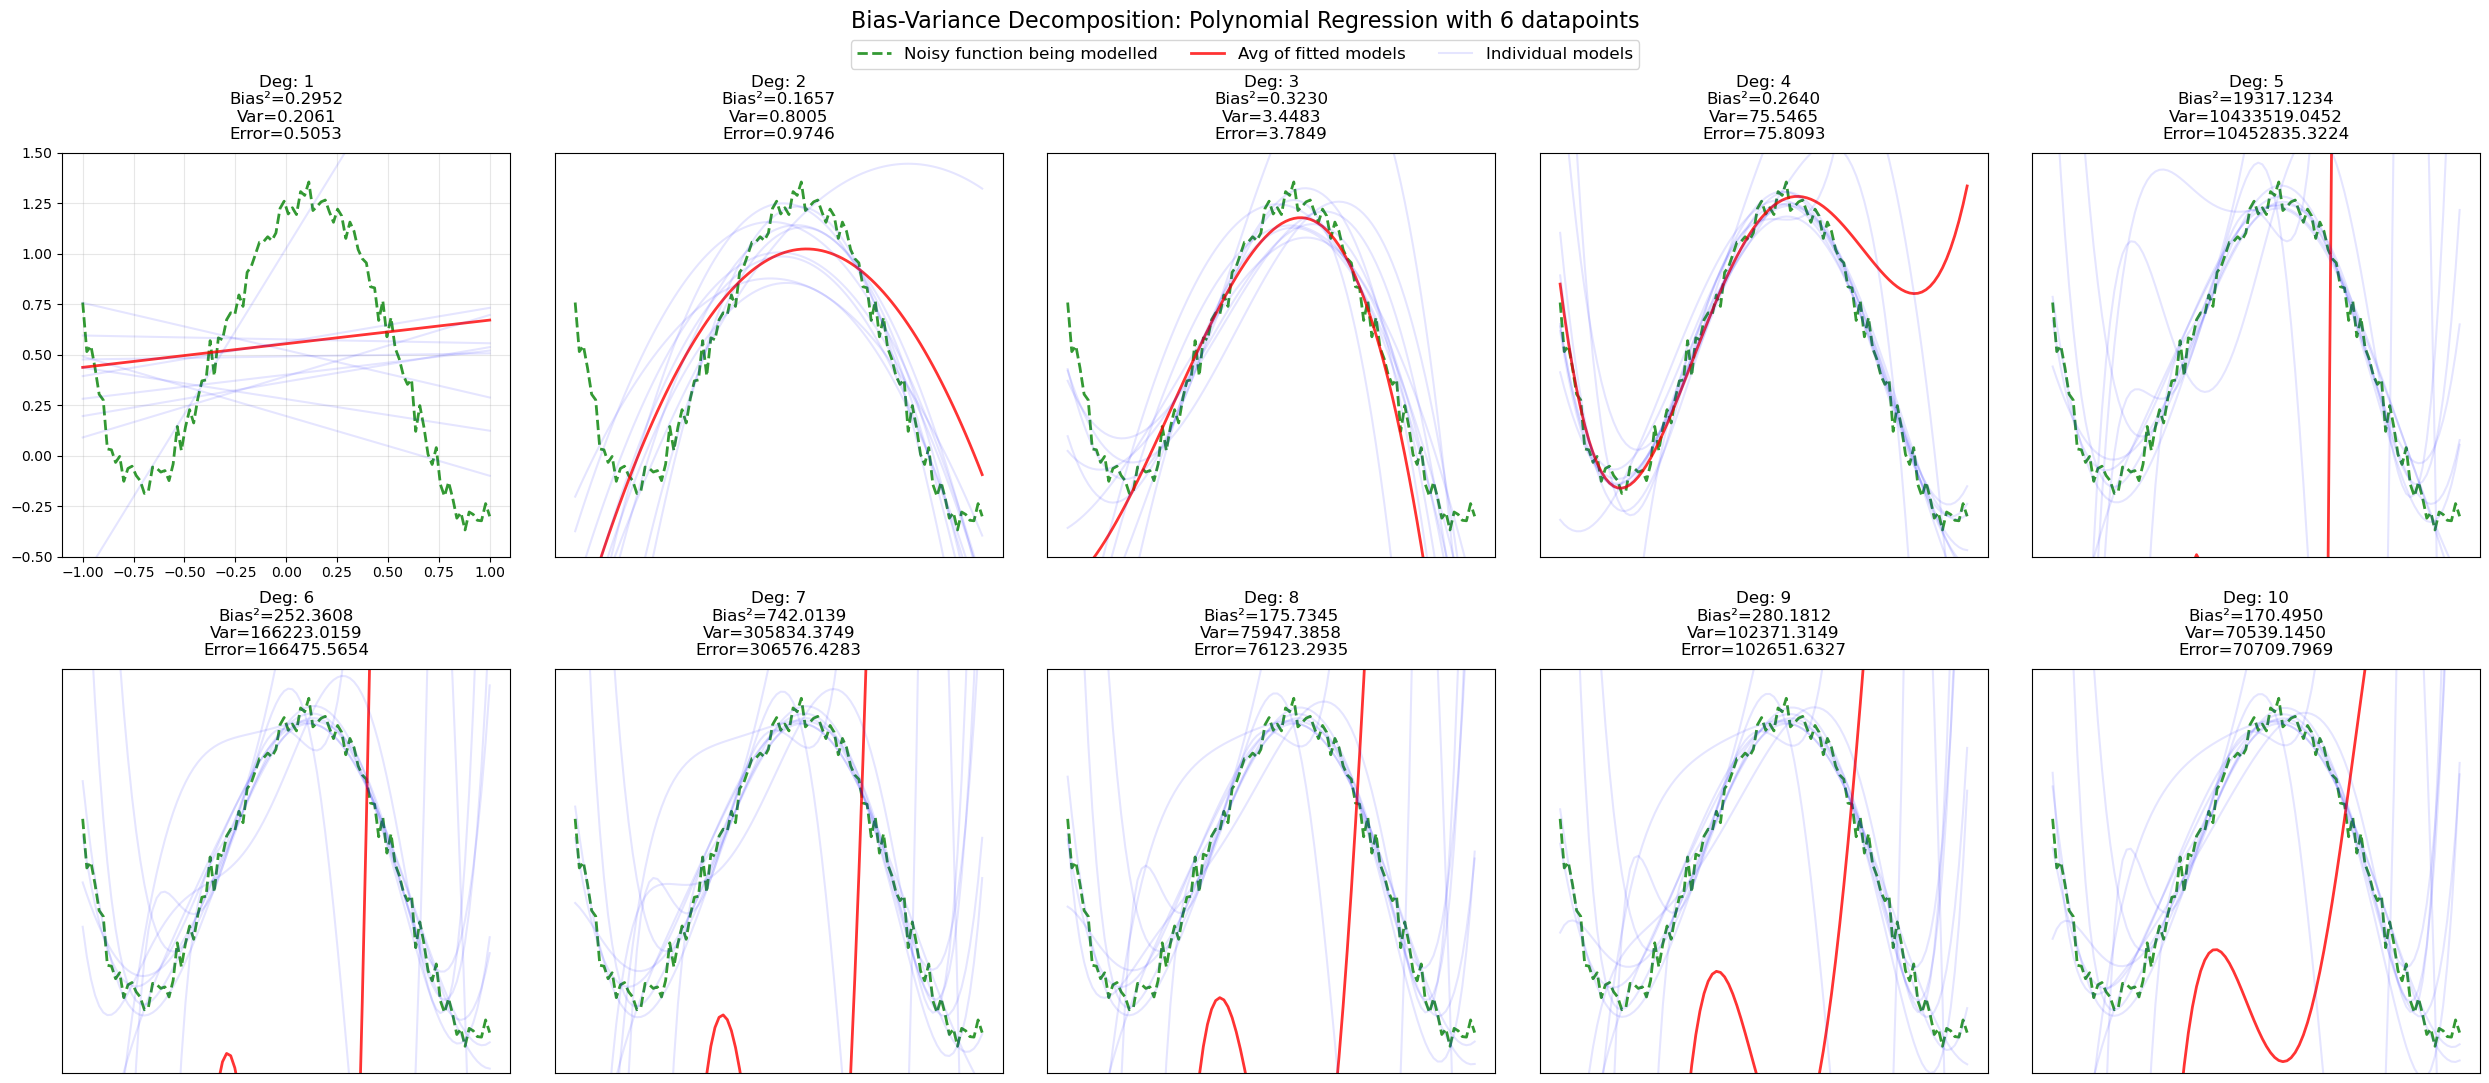 Bias-Variance Decomposition: Polynomial Regression with 6 datapoints
Noisy function being modelled
Avg of fitted models
Individual models
Deg: 1
Bias²=0.2952
Var=0.2061
Error=0.5053
Deg: 2
Bias²=0.1657
Var=0.8005
Error=0.9746
Deg: 3
Bias²=0.3230
Var=3.4483
Error=3.7849
Deg: 4
Bias²=0.2640
Var=75.5465
Error=75.8093
Deg: 5
Bias²=19317.1234
Var=10433519.0452
Error=10452835.3224
1.50
1.25
1.00
0.75
0.50
0.25
0.00
−0.25
−0.50
−1.00
−0.75
−0.50
−0.25
0.00
0.25
0.50
0.75
1.00
Deg: 6
Bias²=252.3608
Var=166223.0159
Error=166475.5654
Deg: 7
Bias²=742.0139
Var=305834.3749
Error=306576.4283
Deg: 8
Bias²=175.7345
Var=75947.3858
Error=76123.2935
Deg: 9
Bias²=280.1812
Var=102371.3149
Error=102651.6327
Deg: 10
Bias²=170.4950
Var=70539.1450
Error=70709.7969